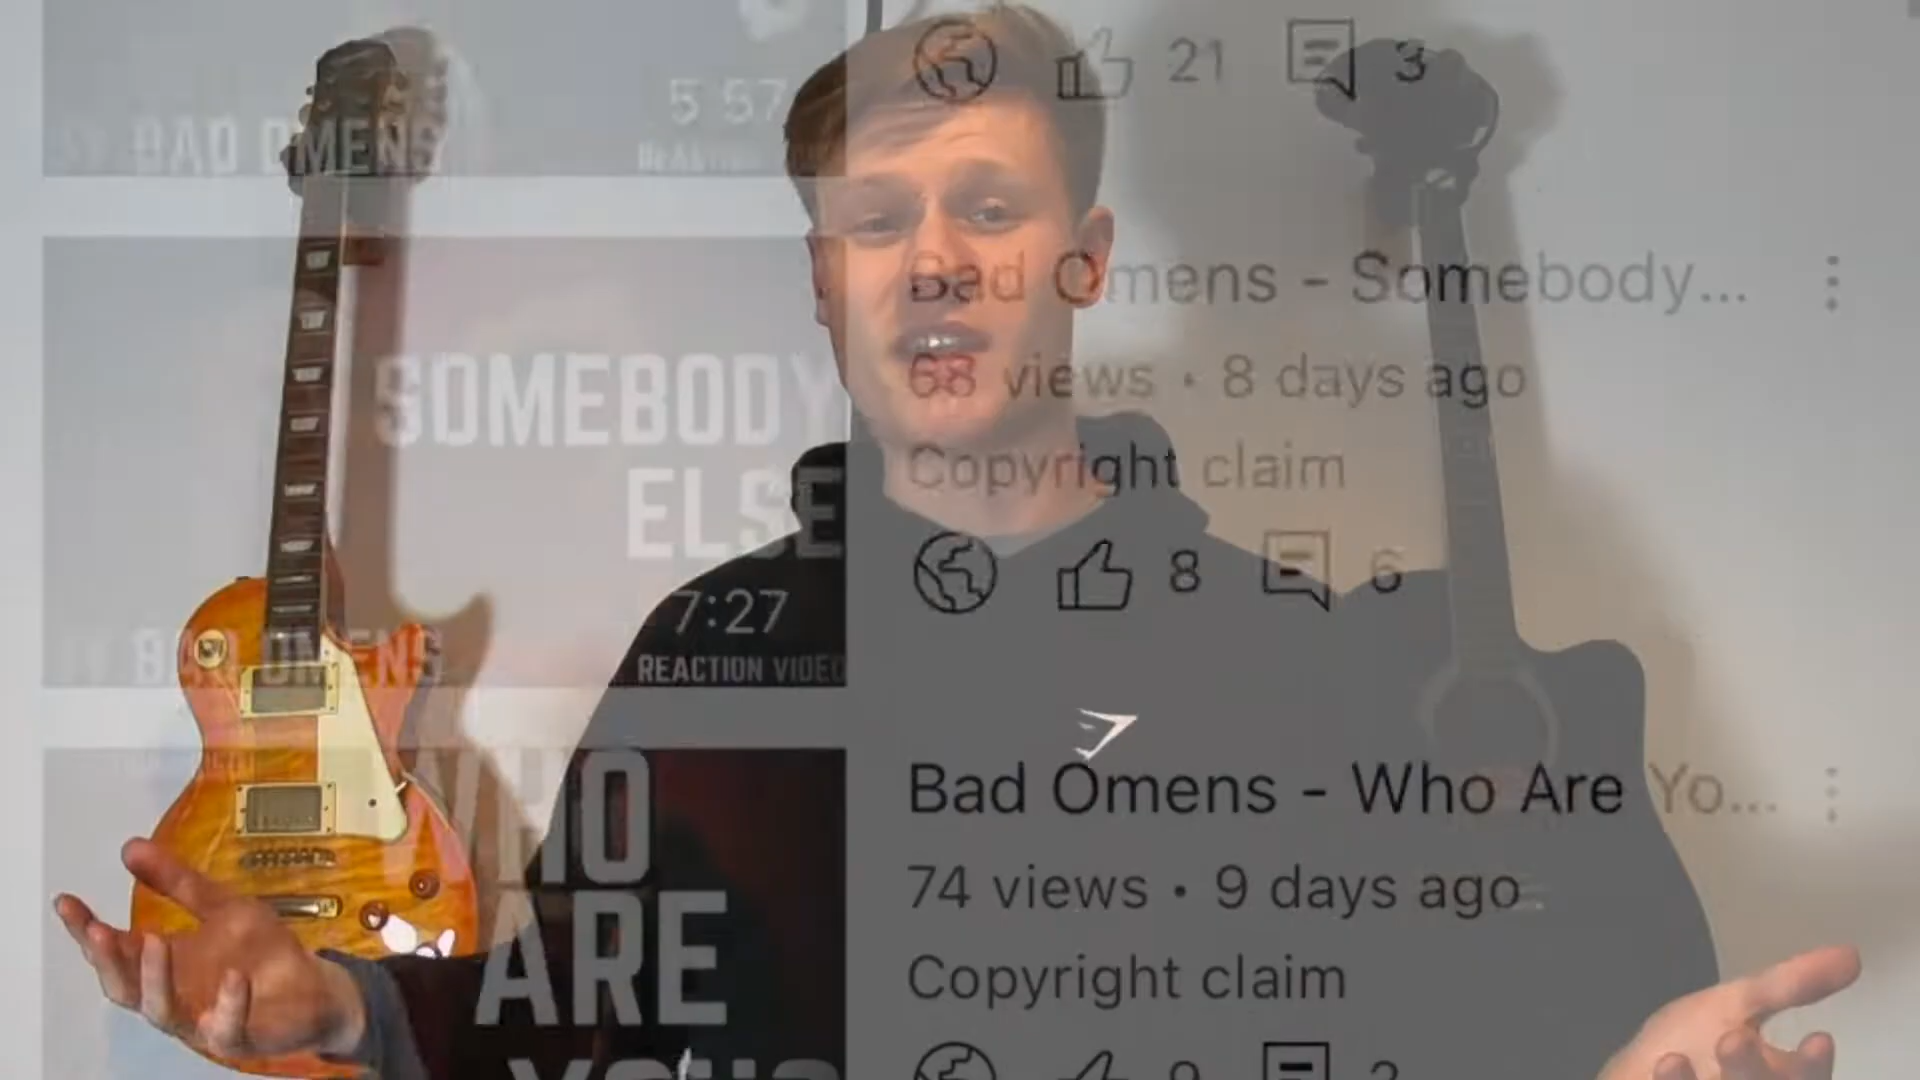 5:57
21
3
BAD OMENS
Bad Omens - Somebody...
68 views · 8 days ago
SOMEBODY
ELSE
Copyright claim
8
6
7:27
BAD OMENS
REACTION VIDEO
Bad Omens - Who Are Yo...
WHO
ARE
74 views · 9 days ago
Copyright claim